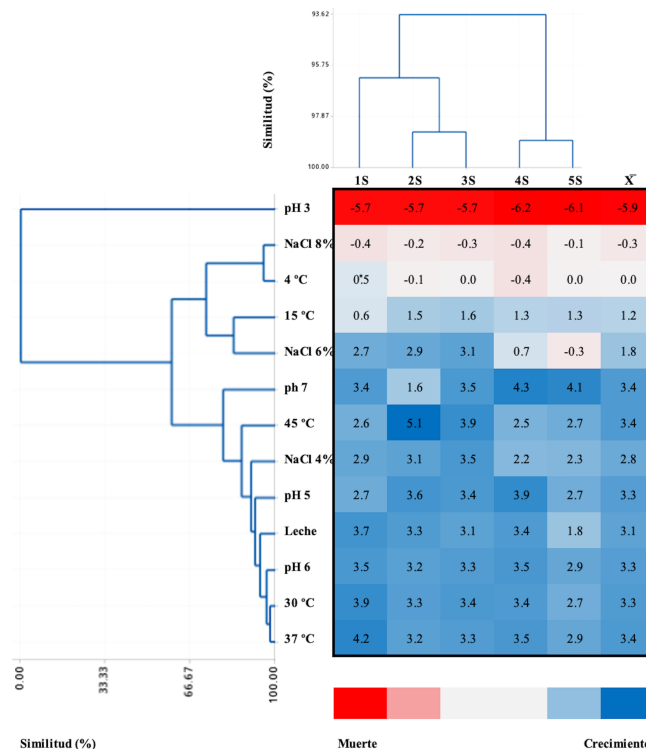 93.62
95.75
97.87
100.00
Similitud (%)
1S 2S 3S 4S 5S X̄
pH 3 -5.7 -5.7 -5.7 -6.2 -6.1 -5.9
NaCl 8% -0.4 -0.2 -0.3 -0.4 -0.1 -0.3
4 ºC 0.5 -0.1 0.0 -0.4 0.0 0.0
15 ºC 0.6 1.5 1.6 1.3 1.3 1.2
NaCl 6% 2.7 2.9 3.1 0.7 -0.3 1.8
ph 7 3.4 1.6 3.5 4.3 4.1 3.4
45 ºC 2.6 5.1 3.9 2.5 2.7 3.4
NaCl 4% 2.9 3.1 3.5 2.2 2.3 2.8
pH 5 2.7 3.6 3.4 3.9 2.7 3.3
Leche 3.7 3.3 3.1 3.4 1.8 3.1
pH 6 3.5 3.2 3.3 3.5 2.9 3.3
30 ºC 3.9 3.3 3.4 3.4 2.7 3.3
37 ºC 4.2 3.2 3.3 3.5 2.9 3.4
0.00 33.33 66.67 100.00
Similitud (%) Muerte Crecimiento